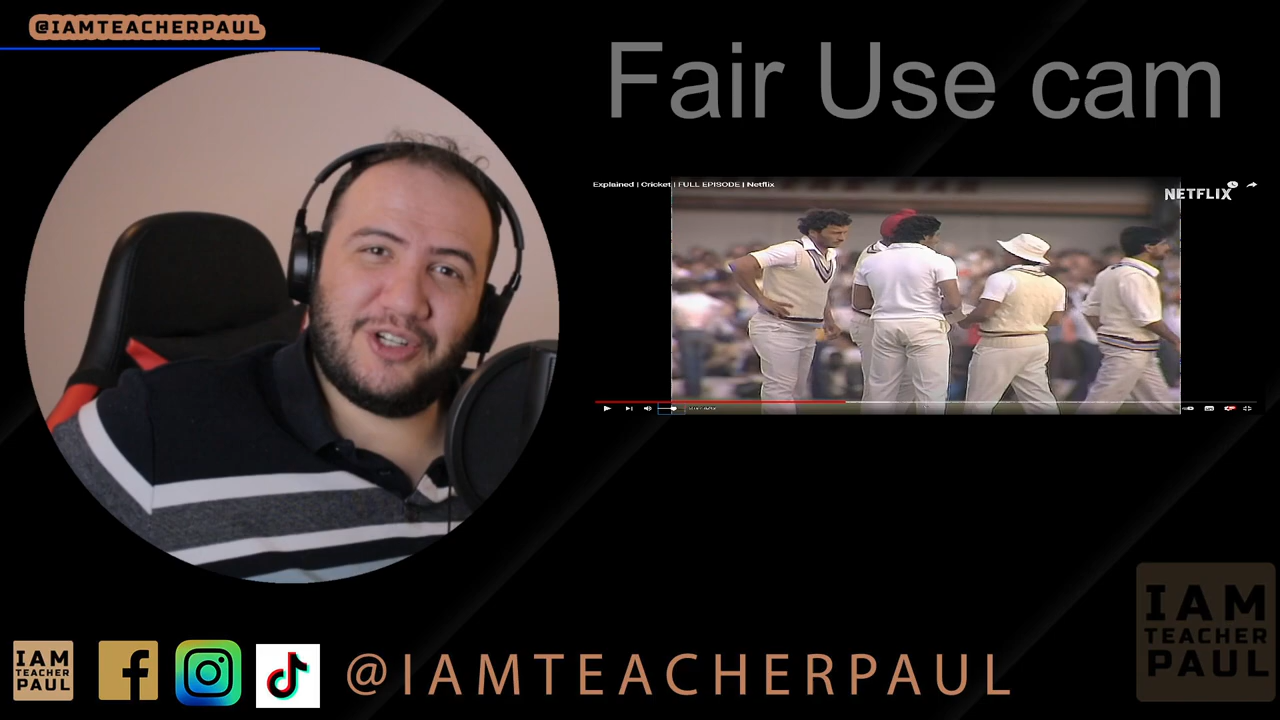 @IAMTEACHERPAUL
Fair Use cam
Explained | Cricket | FULL EPISODE | Netflix
NETFLIX
IAM
TEACHER
PAUL
IAM
TEACHER
PAUL
@IAMTEACHERPAUL